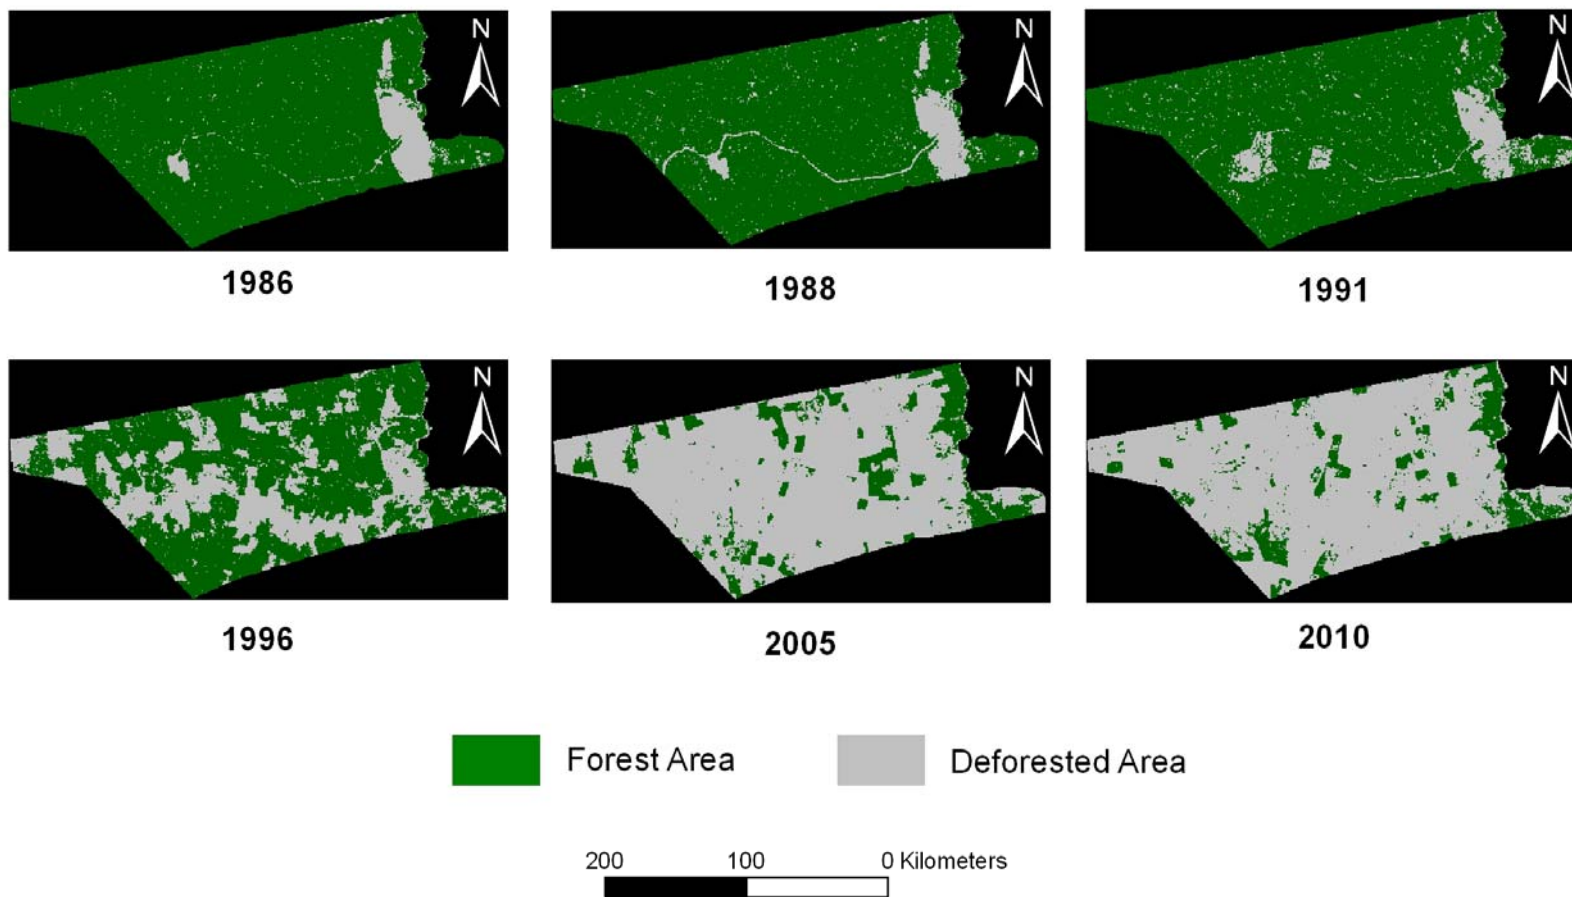 N
N
N
1986
1988
1991
N
N
N
1996
2005
2010
Forest Area
Deforested Area
200 100 0 Kilometers